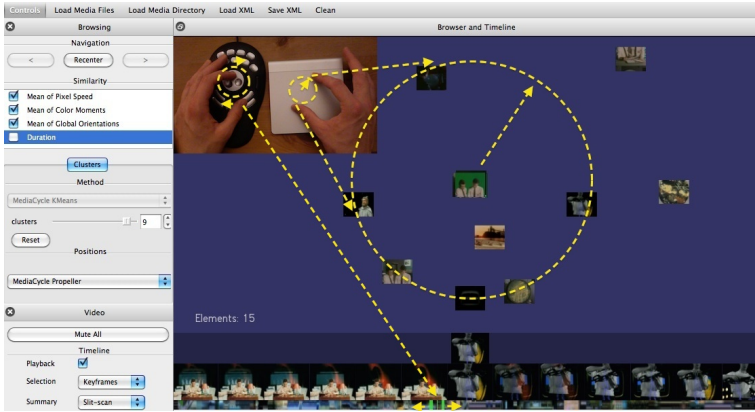 Controls Load Media Files Load Media Directory Load XML Save XML Clean
Browsing
Browser and Timeline
Navigation
< Recenter >
Similarity
Mean of Pixel Speed
Mean of Color Moments
Mean of Global Orientations
Duration
Clusters
Method
MediaCycle KMeans
clusters 9
Reset
Positions
MediaCycle Propeller
Elements: 15
Video
Mute All
Timeline
Playback
Selection Keyframes
Summary Slit-scan